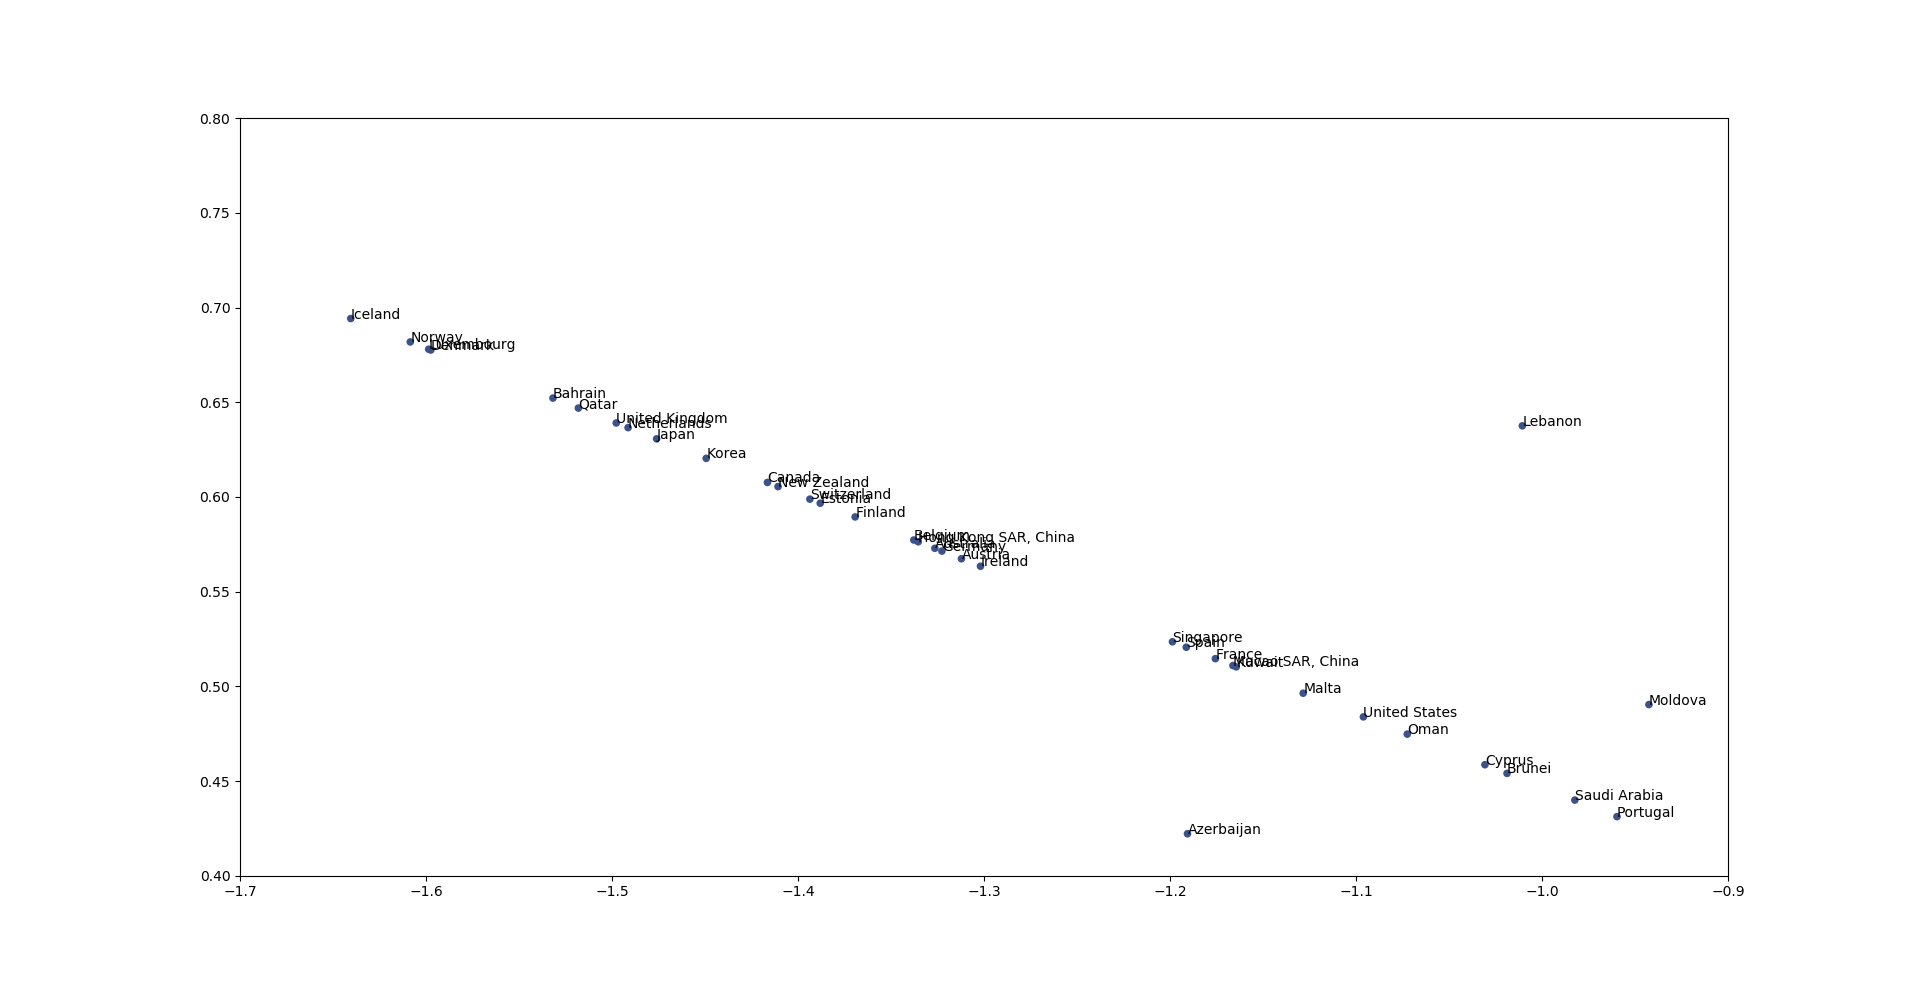 0.80
0.75
0.70
0.65
0.60
0.55
0.50
0.45
0.40
Iceland
Norway
Luxembourg
Denmark
Bahrain
Qatar
United Kingdom
Netherlands
Japan
Lebanon
Korea
Canada
New Zealand
Switzerland
Estonia
Finland
Belgium
Hong Kong SAR, China
Australia
Germany
Austria
Ireland
Singapore
Spain
France
Macao SAR, China
Kuwait
Malta
Moldova
United States
Oman
Cyprus
Brunei
Saudi Arabia
Portugal
Azerbaijan
−1.7 −1.6 −1.5 −1.4 −1.3 −1.2 −1.1 −1.0 −0.9